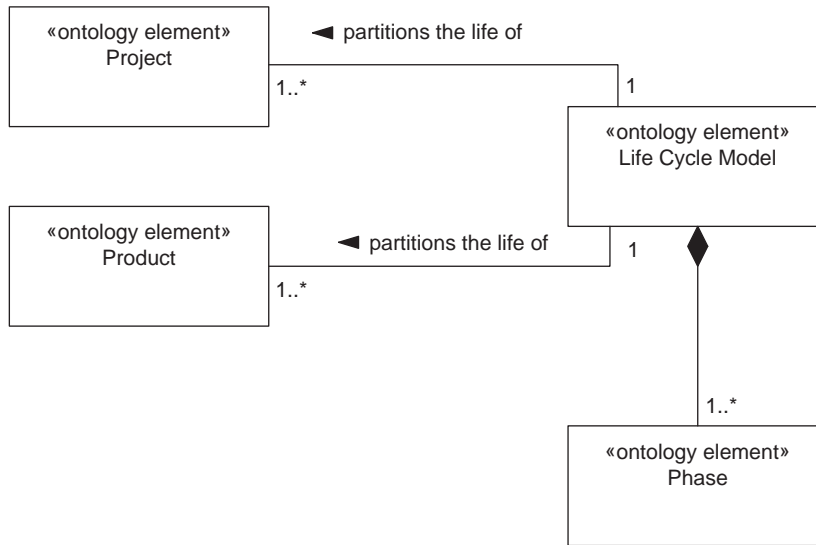 «ontology element»
Project
◄ partitions the life of
1..*
1
«ontology element»
Life Cycle Model
«ontology element»
Product
◄ partitions the life of
1..*
1
1..*
«ontology element»
Phase